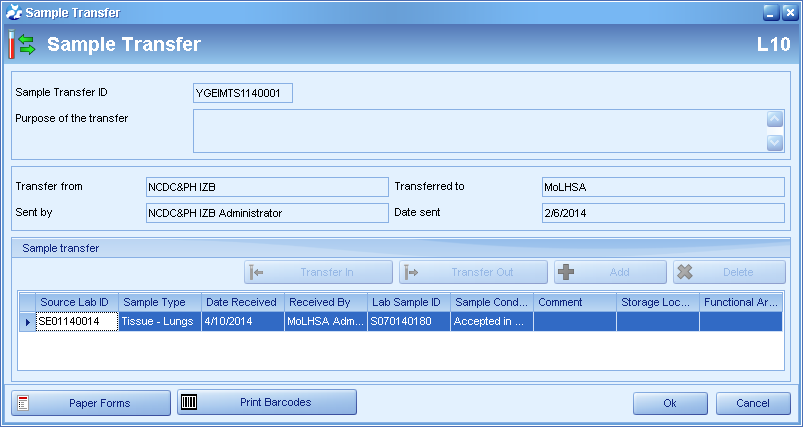 Sample Transfer
Sample Transfer L10
Sample Transfer ID YGEIMTS1140001
Purpose of the transfer
Transfer from NCDC&PH IZB Transferred to MoLHSA
Sent by NCDC&PH IZB Administrator Date sent 2/6/2014
Sample transfer
Transfer In Transfer Out Add Delete
Source Lab ID Sample Type Date Received Received By Lab Sample ID Sample Cond... Comment Storage Loc... Functional Ar...
SE01140014 Tissue - Lungs 4/10/2014 MoLHSA Adm... S070140180 Accepted in ...
Paper Forms Print Barcodes Ok Cancel